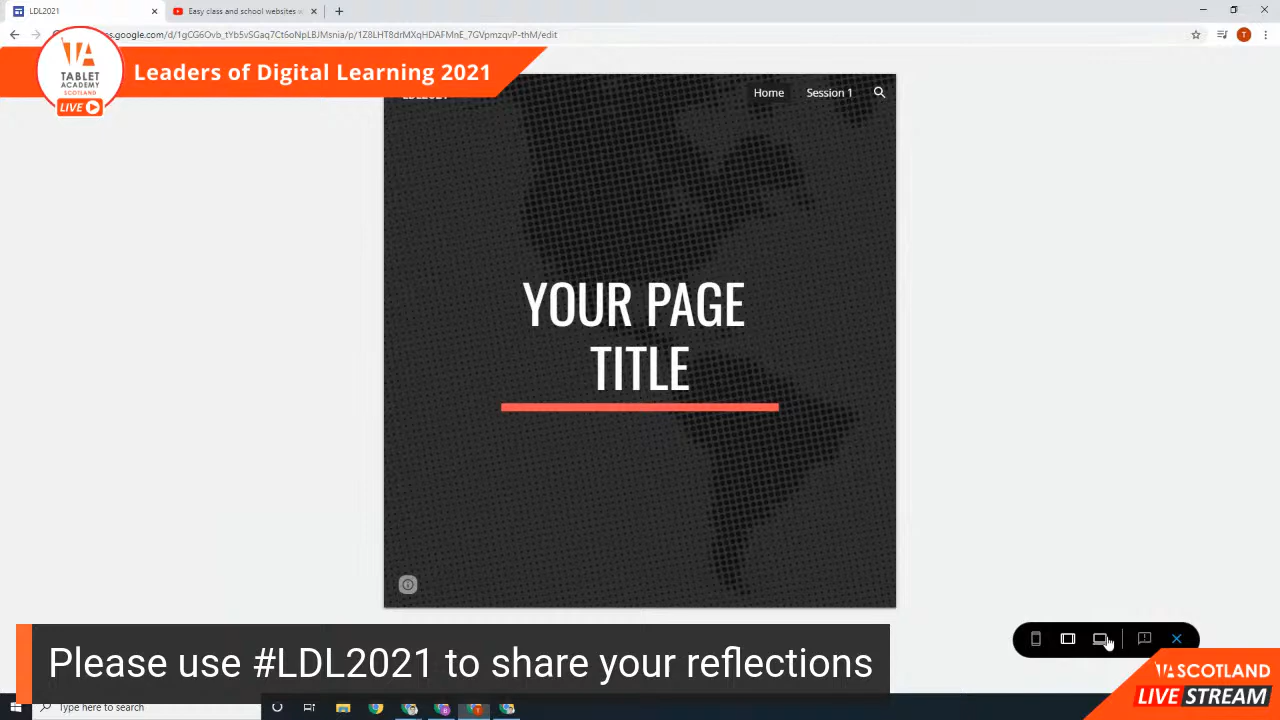 LDL2021
Easy class and school websites w
s.google.com/d/1gCG6Ovb_tYb5vSGaq7Ct6oNpLBJMsnia/p/1Z8LHT8drMXqHDAFMnE_7GVpmzqvP-thM/edit
T
TABLET
ACADEMY
SCOTLAND
LIVE
Leaders of Digital Learning 2021
LDL2021
Home
Session 1
YOUR PAGE
TITLE
Please use #LDL2021 to share your reflections
SCOTLAND
LIVE STREAM
Type here to search